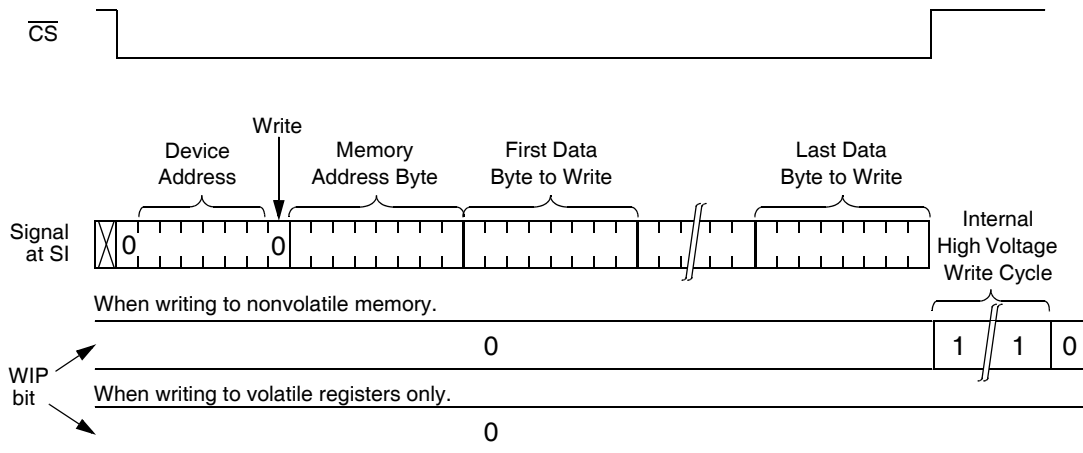 CS
Write
Device
Address
Memory
Address Byte
First Data
Byte to Write
Last Data
Byte to Write
Signal
at SI
0
0
Internal
High Voltage
Write Cycle
When writing to nonvolatile memory.
0
1
1
0
WIP
bit
When writing to volatile registers only.
0